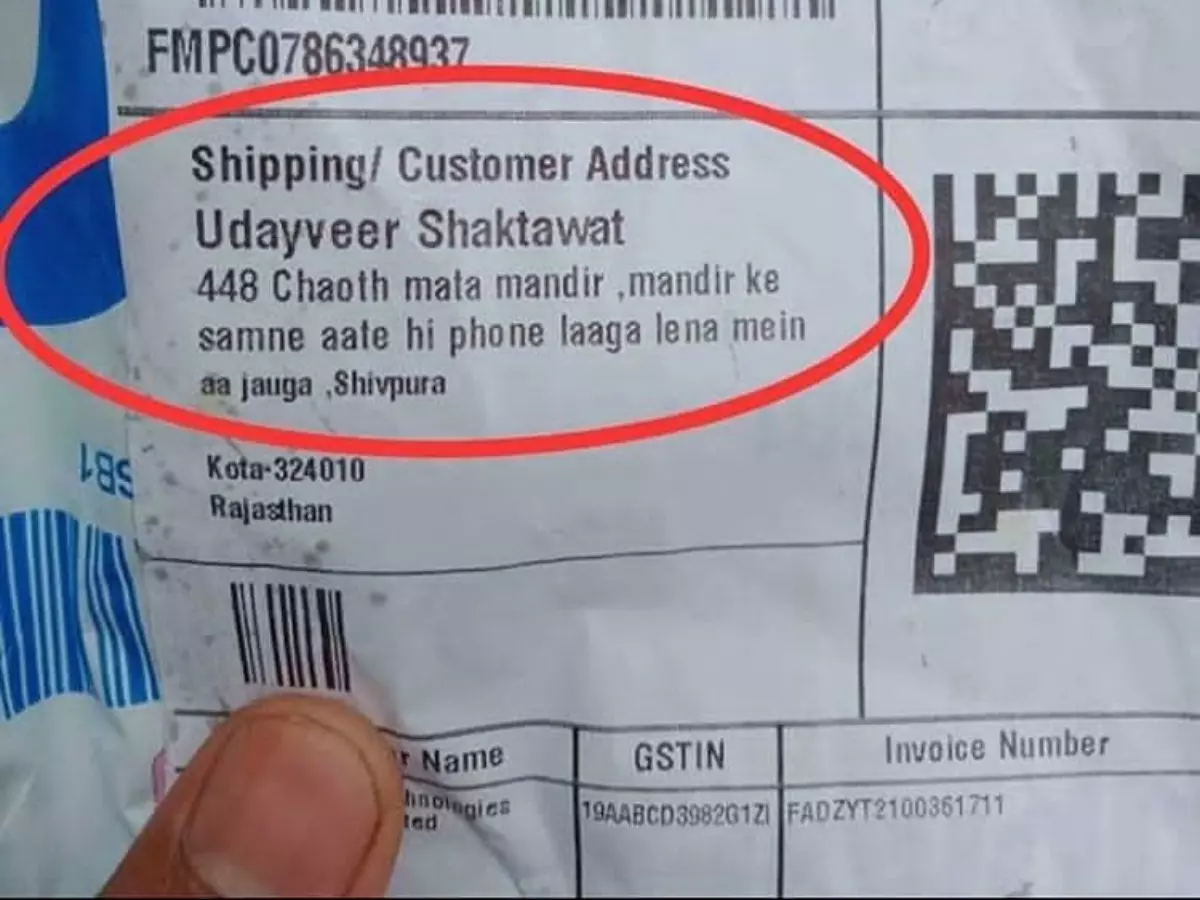 FMPC0786348937
Shipping/ Customer Address
Udayveer Shaktawat
448 Chaoth mata mandir ,mandir ke
samne aate hi phone laaga lena mein
aa jauga ,Shivpura
Kota-324010
Rajasthan
SB1
Name GSTIN Invoice Number
19AABCD3982G1ZI FADZYT2100361711